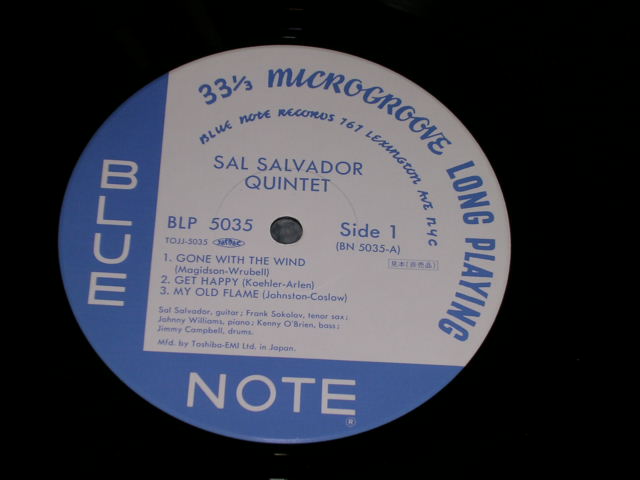 33⅓ MICROGROOVE LONG PLAYING
BLUE NOTE RECORDS 767 LEXINGTON AVE NYC
SAL SALVADOR
QUINTET
BLP 5035
Side 1
TOJJ-5035
(BN 5035-A)
見本(非売品)
1. GONE WITH THE WIND
(Magidson-Wrubell)
2. GET HAPPY (Koehler-Arlen)
3. MY OLD FLAME (Johnston-Coslow)
Sal Salvador, guitar; Frank Sokolov, tenor sax;
Johnny Williams, piano; Kenny O'Brien, bass;
Jimmy Campbell, drums.
Mfd. by Toshiba-EMI Ltd. in Japan.
BLUE
NOTE®